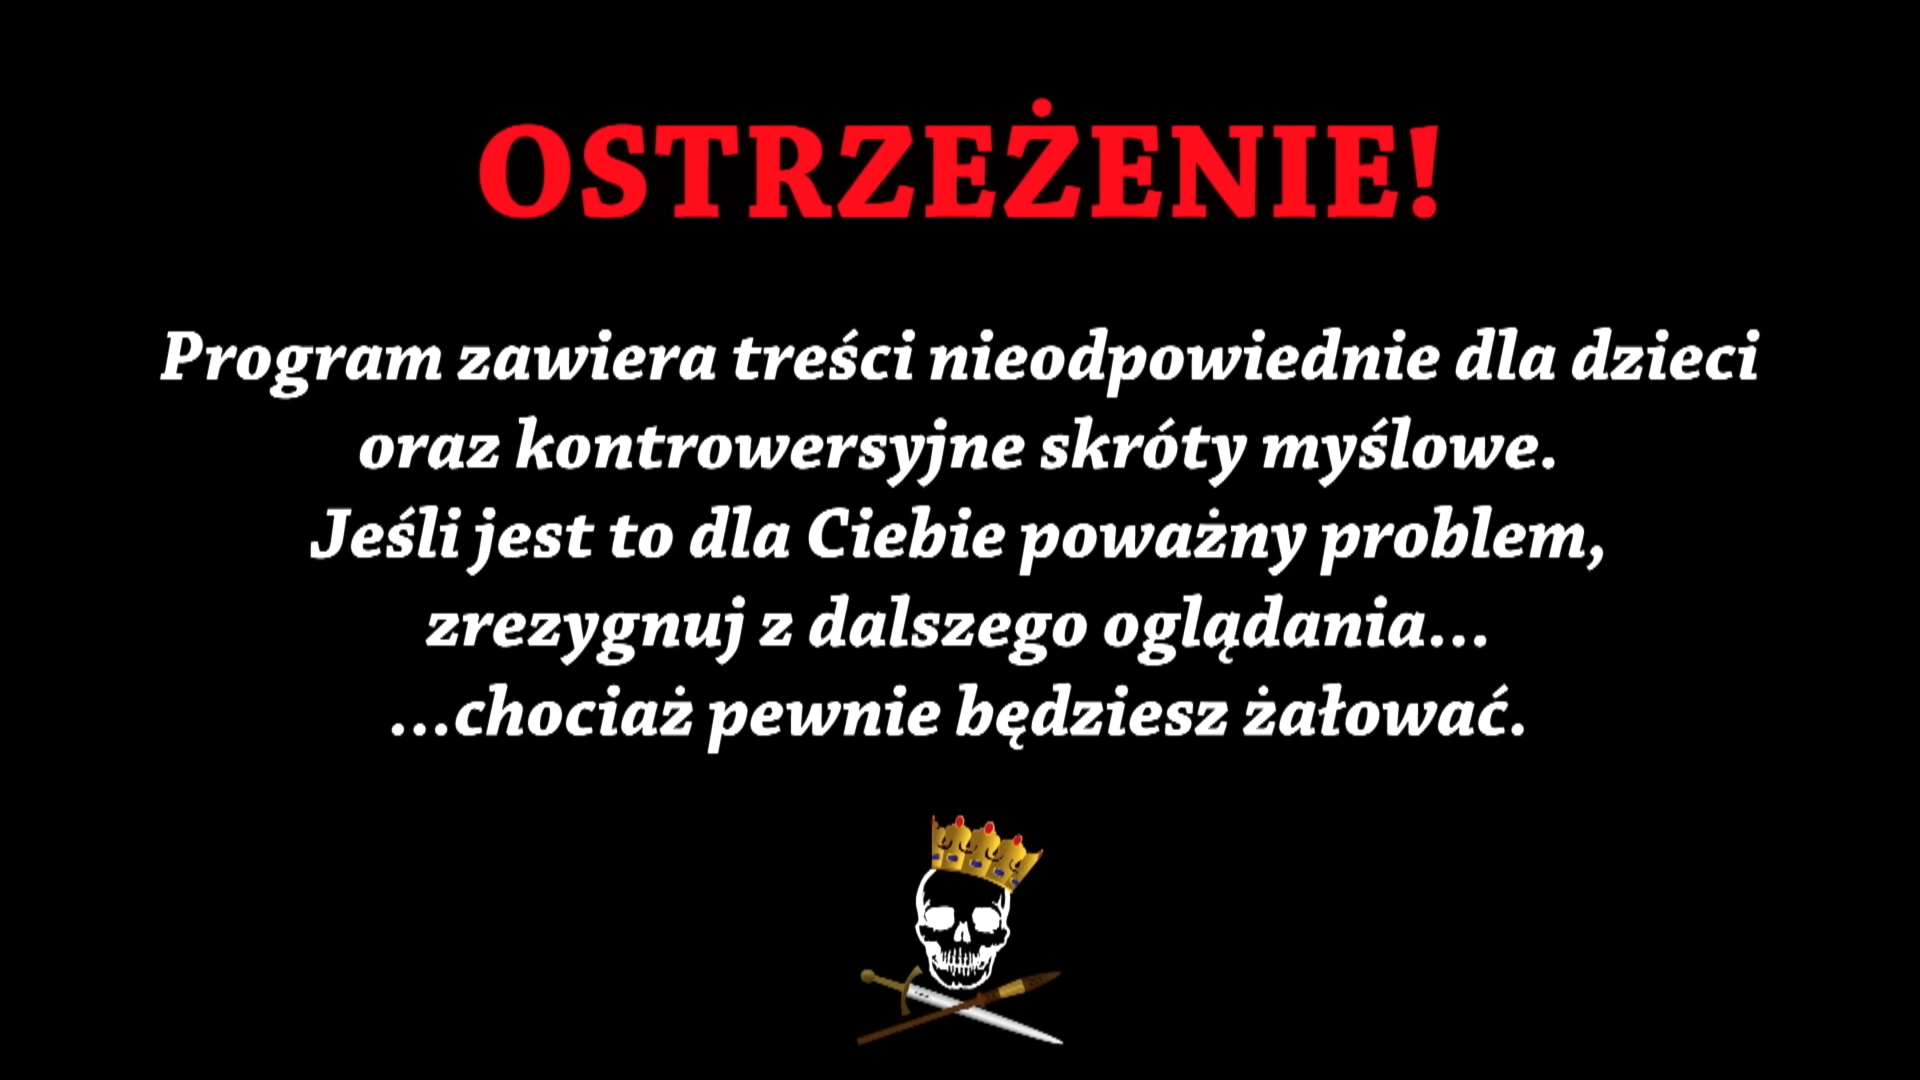 OSTRZEŻENIE!
Program zawiera treści nieodpowiednie dla dzieci
oraz kontrowersyjne skróty myślowe.
Jeśli jest to dla Ciebie poważny problem,
zrezygnuj z dalszego oglądania...
...chociaż pewnie będziesz żałować.